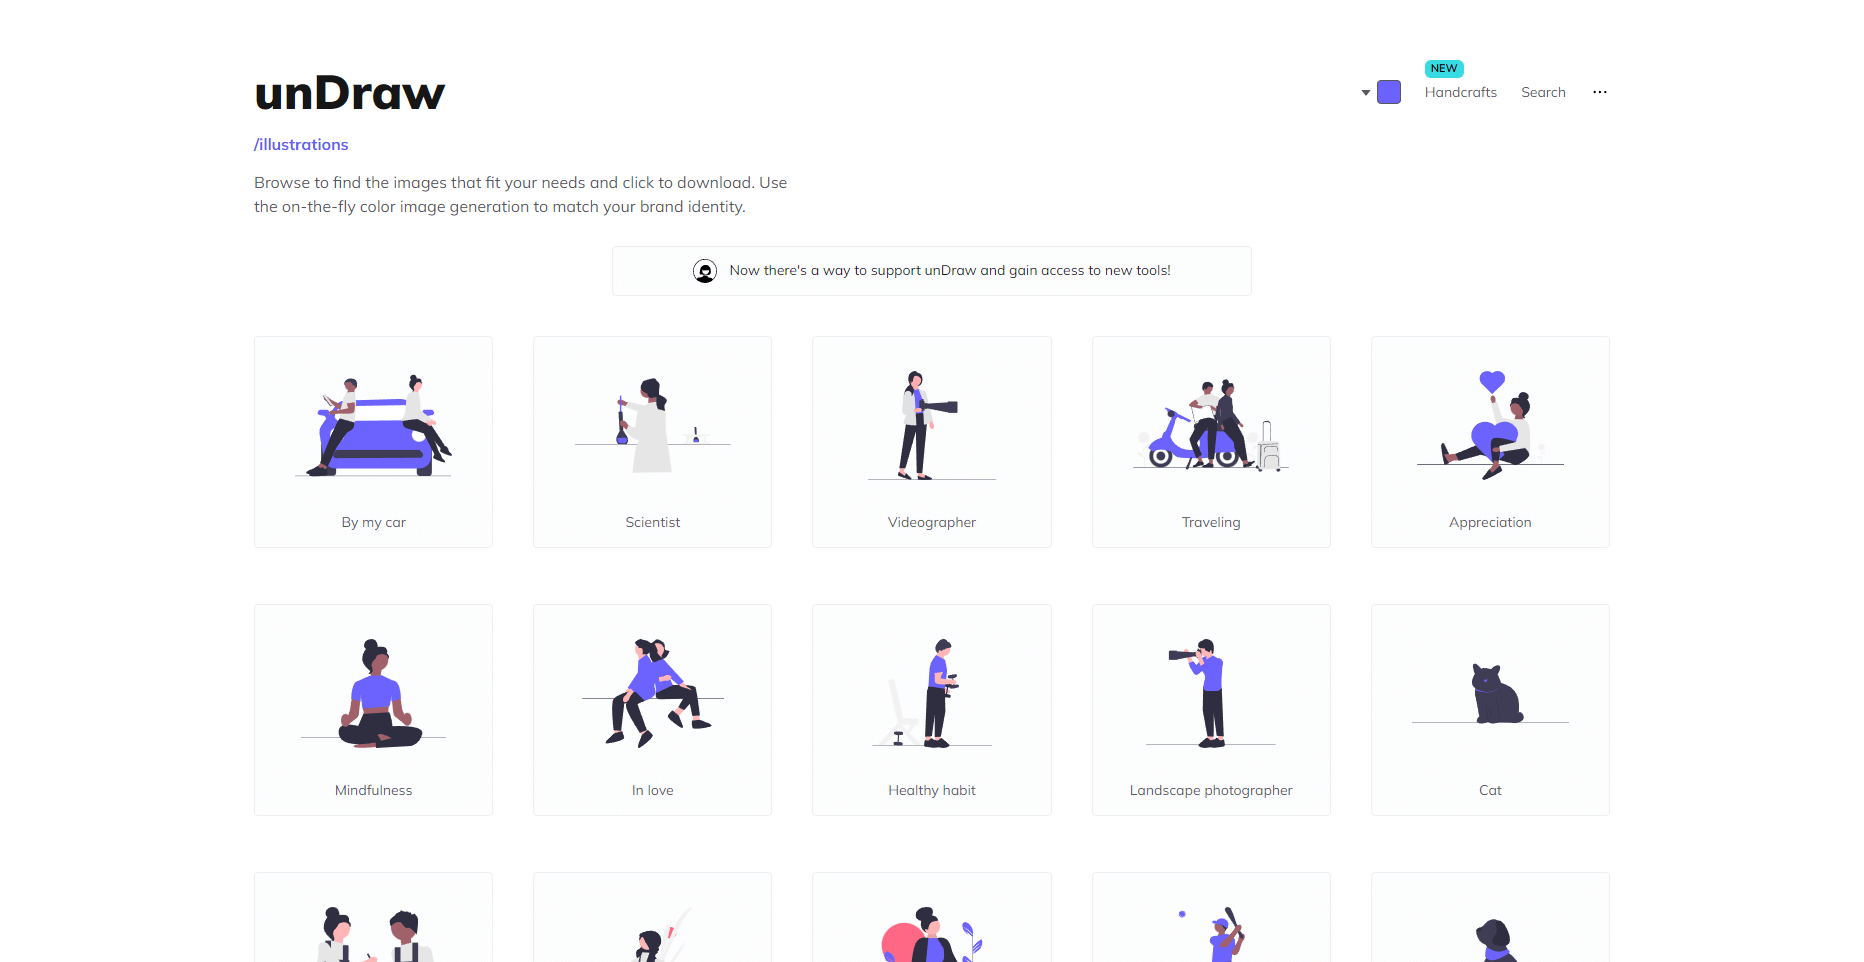 unDraw
NEW
Handcrafts
Search
/illustrations
Browse to find the images that fit your needs and click to download. Use
the on-the-fly color image generation to match your brand identity.
Now there's a way to support unDraw and gain access to new tools!
By my car
Scientist
Videographer
Traveling
Appreciation
Mindfulness
In love
Healthy habit
Landscape photographer
Cat